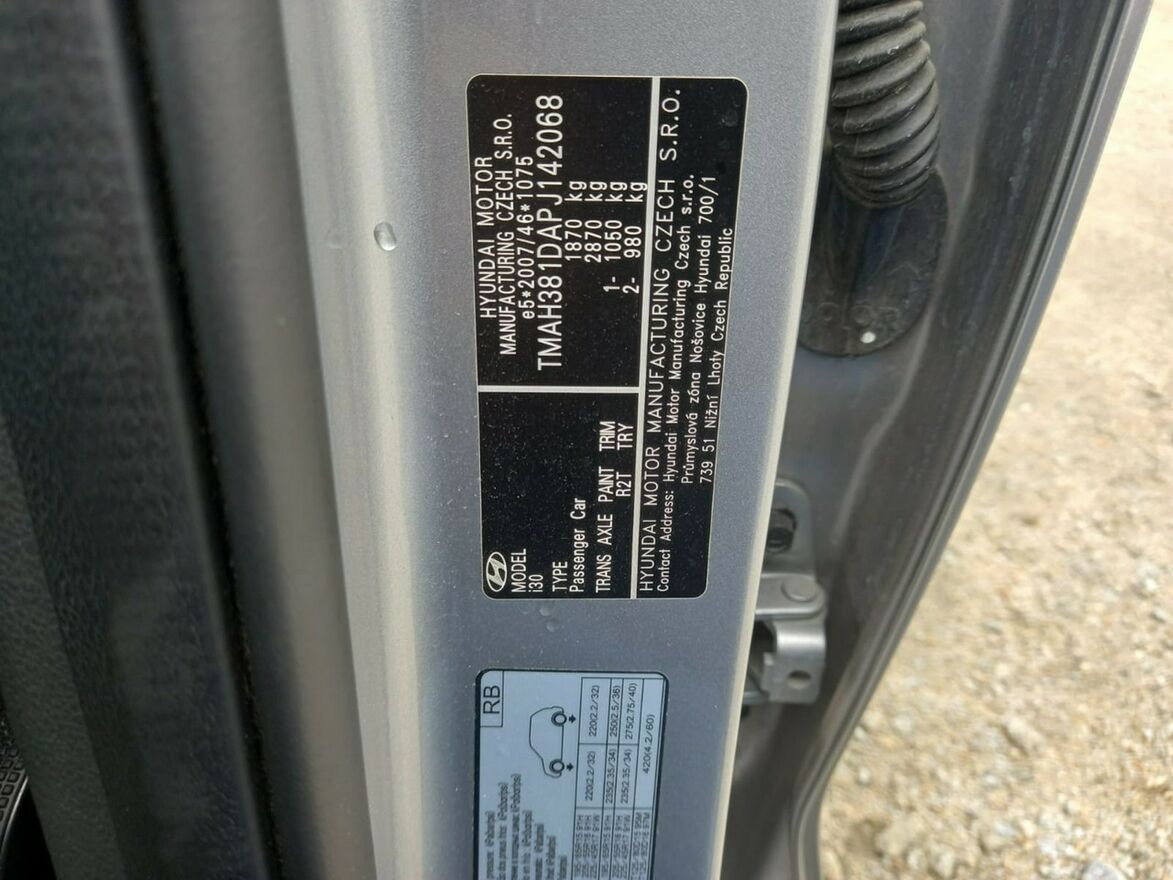 HYUNDAI MOTOR
MANUFACTURING CZECH S.R.O.
e5*2007/46*1075
TMAH381DAPJ142068
1870 kg
2870 kg
1- 1050 kg
2- 980 kg
MODEL
i30
TYPE
Passenger Car
TRANS AXLE PAINT TRIM
R2T TRY
HYUNDAI MOTOR MANUFACTURING CZECH S.R.O.
Contact Address: Hyundai Motor Manufacturing Czech s.r.o.
Průmyslová zóna Nošovice Hyundai 700/1
739 51 Nižní Lhoty Czech Republic
RB
220(2.2/32) 220(2.2/32)
235(2.35/34) 250(2.5/36)
235(2.35/34) 275(2.75/40)
420(4.2/60)